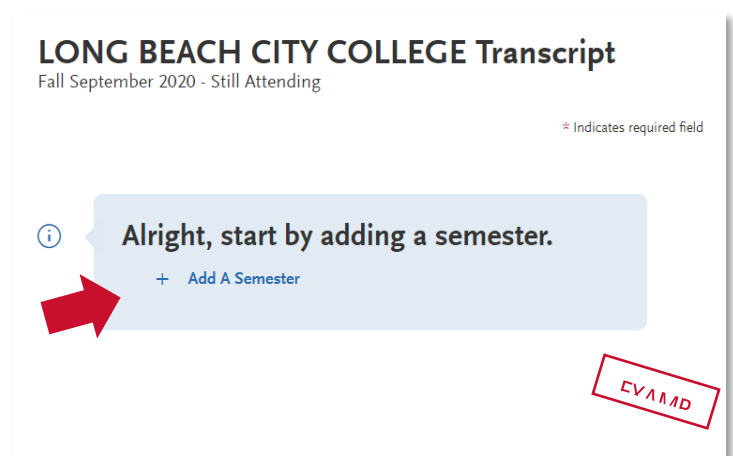 LONG BEACH CITY COLLEGE Transcript
Fall September 2020 - Still Attending
* Indicates required field
Alright, start by adding a semester.
+ Add A Semester